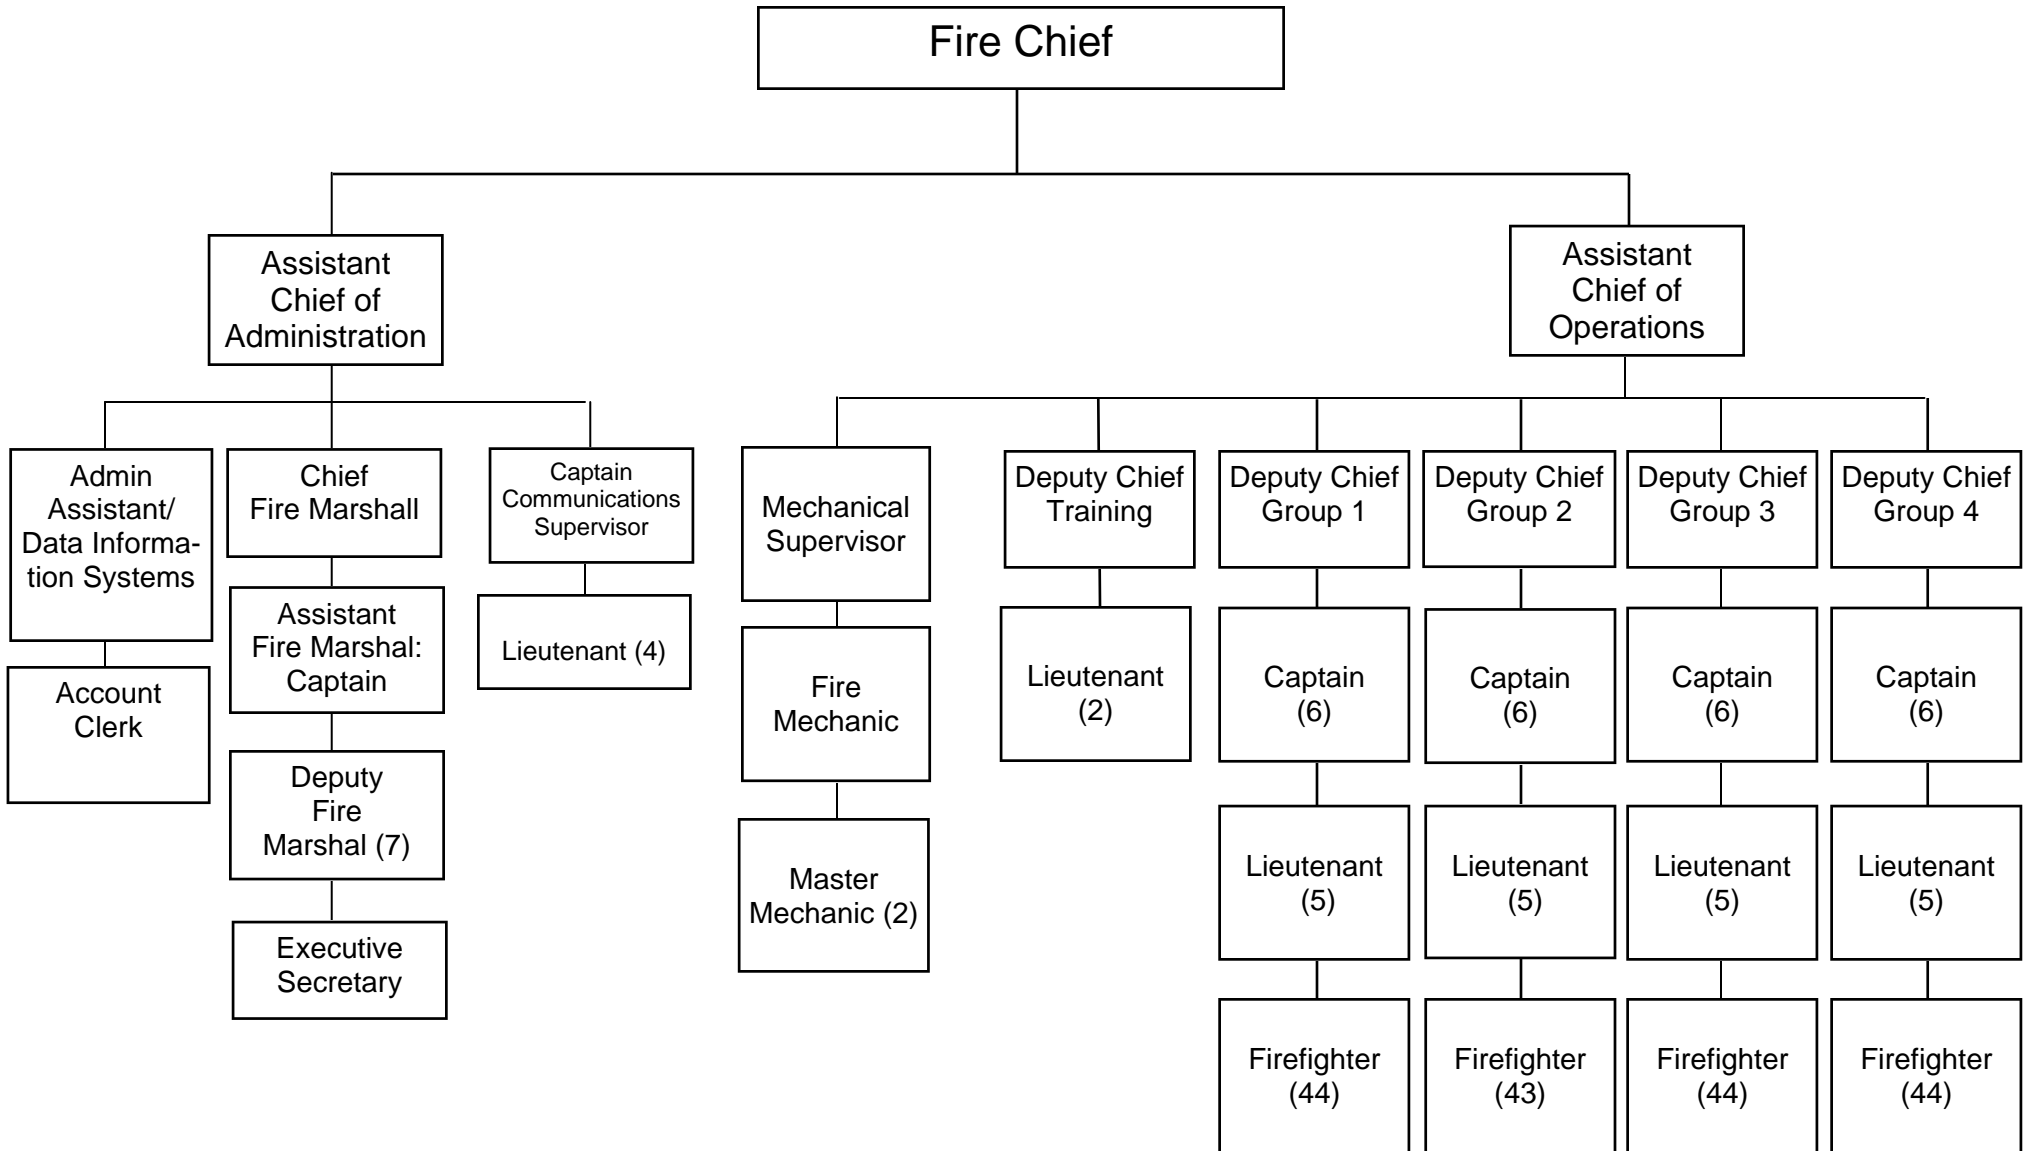 Fire Chief
Assistant
Chief of
Administration
Assistant
Chief of
Operations
Admin
Assistant/
Data Informa-
tion Systems
Chief
Fire Marshall
Captain
Communications
Supervisor
Mechanical
Supervisor
Deputy Chief
Training
Deputy Chief
Group 1
Deputy Chief
Group 2
Deputy Chief
Group 3
Deputy Chief
Group 4
Account
Clerk
Assistant
Fire Marshal:
Captain
Lieutenant (4)
Fire
Mechanic
Lieutenant
(2)
Captain
(6)
Captain
(6)
Captain
(6)
Captain
(6)
Deputy
Fire
Marshal (7)
Master
Mechanic (2)
Lieutenant
(5)
Lieutenant
(5)
Lieutenant
(5)
Lieutenant
(5)
Executive
Secretary
Firefighter
(44)
Firefighter
(43)
Firefighter
(44)
Firefighter
(44)